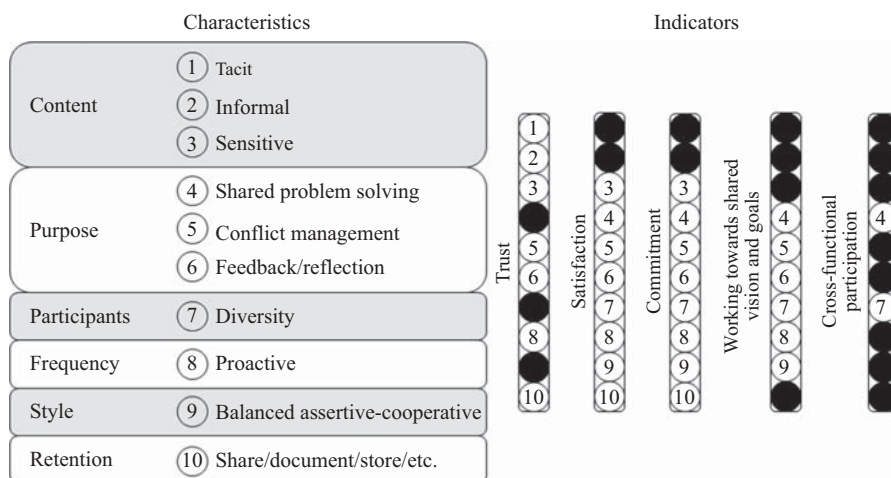 Characteristics
Indicators
Content
1 Tacit
2 Informal
3 Sensitive
Purpose
4 Shared problem solving
5 Conflict management
6 Feedback/reflection
Participants
7 Diversity
Frequency
8 Proactive
Style
9 Balanced assertive-cooperative
Retention
10 Share/document/store/etc.
Trust
1
2
3
5
6
8
10
Satisfaction
3
4
5
6
7
8
9
10
Commitment
3
4
5
6
7
8
9
10
Working towards shared
vision and goals
4
5
6
7
8
9
Cross-functional
participation
4
7